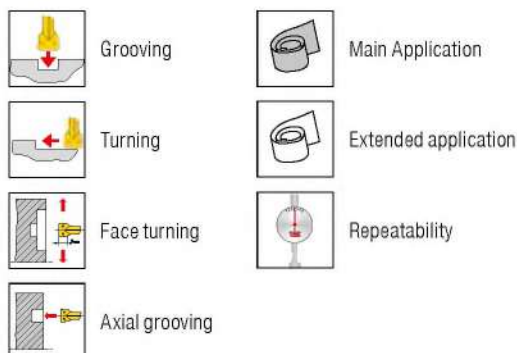 Grooving
Turning
Face turning
Axial grooving
Main Application
Extended application
Repeatability